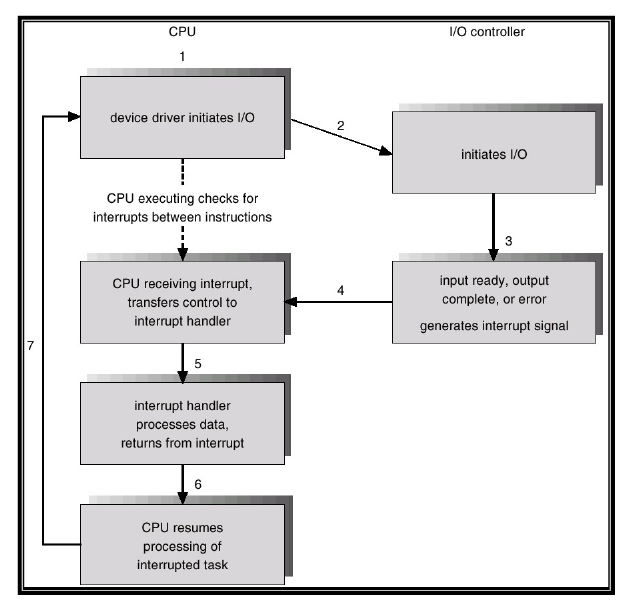 CPU
I/O controller
1
device driver initiates I/O
2
initiates I/O
CPU executing checks for
interrupts between instructions
3
CPU receiving interrupt,
transfers control to
interrupt handler
4
input ready, output
complete, or error
generates interrupt signal
7
5
interrupt handler
processes data,
returns from interrupt
6
CPU resumes
processing of
interrupted task